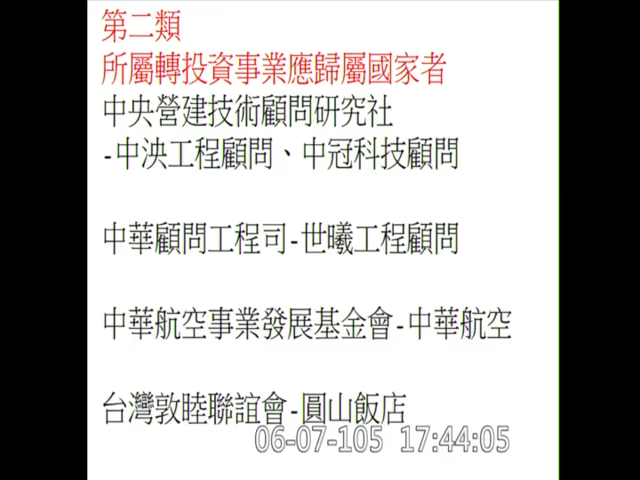 第二類
所屬轉投資事業應歸屬國家者
中央營建技術顧問研究社
-中泱工程顧問、中冠科技顧問
中華顧問工程司-世曦工程顧問
中華航空事業發展基金會-中華航空
台灣敦睦聯誼會-圓山飯店
06-07-105 17:44:05